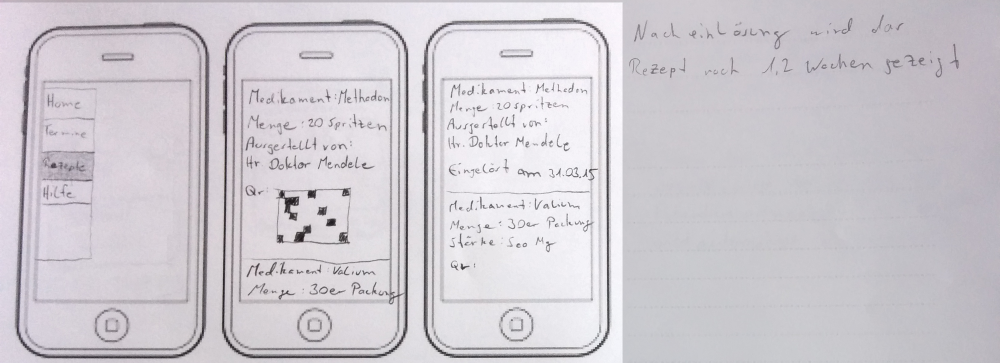 Home
Termine
Rezepte
Hilfe
Medikament: Methadon
Menge: 20 Spritzen
Ausgestellt von:
Hr Doktor Mendele
Qr:
Medikament: Valium
Menge: 30er Packung
Medikament: Methadon
Menge: 20 Spritzen
Ausgestellt von:
Hr. Doktor Mendele
Eingelöst am 31.03.15
Medikament: Valium
Menge: 30er Packung
Stärke: 500 Mg
Qr:
Nach einlösung wird das
Rezept noch 1,2 Wochen gezeigt